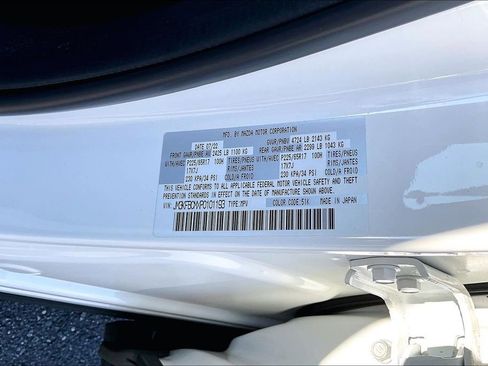 MFD. BY MAZDA MOTOR CORPORATION
DATE 07/22 GVWR/PNBV 4724 LB 2143 KG
FRONT GAWR/PNBE AV 2425 LB 1100 KG REAR GAWR/PNBE AR 2299 LB 1043 KG
WITH/AVEC P225/65R17 100H TIRES/PNEUS WITH/AVEC P225/65R17 100H TIRES/PNEUS
17X7J RIMS/JANTES 17X7J RIMS/JANTES
230 KPA/34 PSI COLD/A FROID 230 KPA/34 PSI COLD/A FROID
THIS VEHICLE CONFORMS TO ALL APPLICABLE FEDERAL MOTOR VEHICLE SAFETY AND THEFT
PREVENTION STANDARDS IN EFFECT ON THE DATE OF MANUFACTURE SHOWN ABOVE.
VIN: TYPE:MPV COLOR CODE:51K MADE IN JAPAN